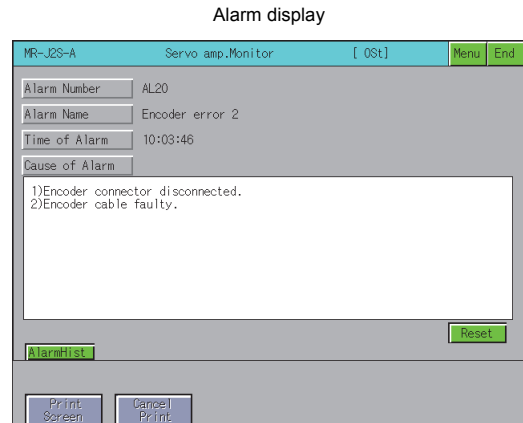 Alarm display
MR-J2S-A Servo amp.Monitor [ 0St] Menu End
Alarm Number AL20
Alarm Name Encoder error 2
Time of Alarm 10:03:46
Cause of Alarm
1)Encoder connector disconnected.
2)Encoder cable faulty.
Reset
AlarmHist
Print Cancel
Screen Print